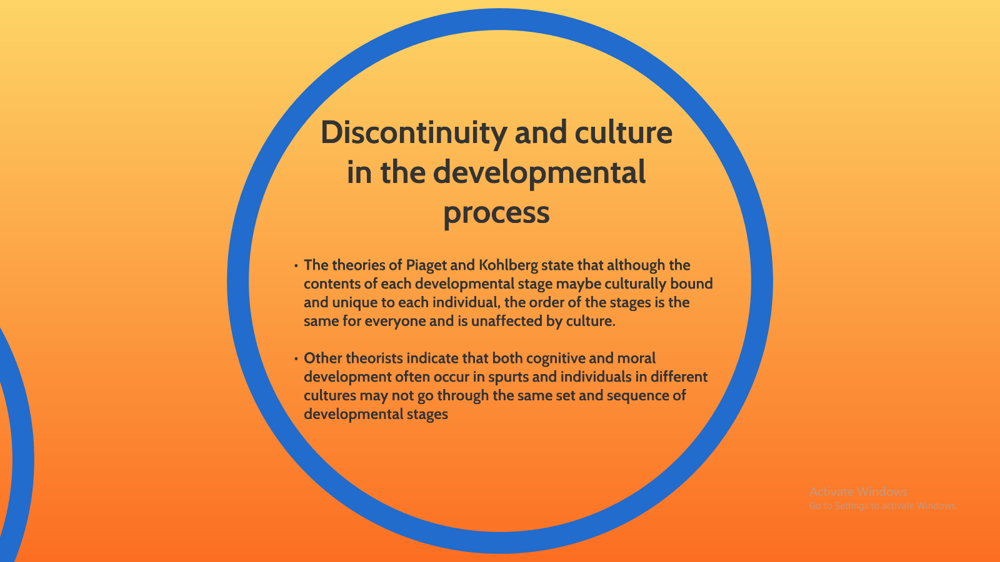 Discontinuity and culture
in the developmental
process
• The theories of Piaget and Kohlberg state that although the
contents of each developmental stage maybe culturally bound
and unique to each individual, the order of the stages is the
same for everyone and is unaffected by culture.
• Other theorists indicate that both cognitive and moral
development often occur in spurts and individuals in different
cultures may not go through the same set and sequence of
developmental stages
Activate Windows
Go to Settings to activate Windows.